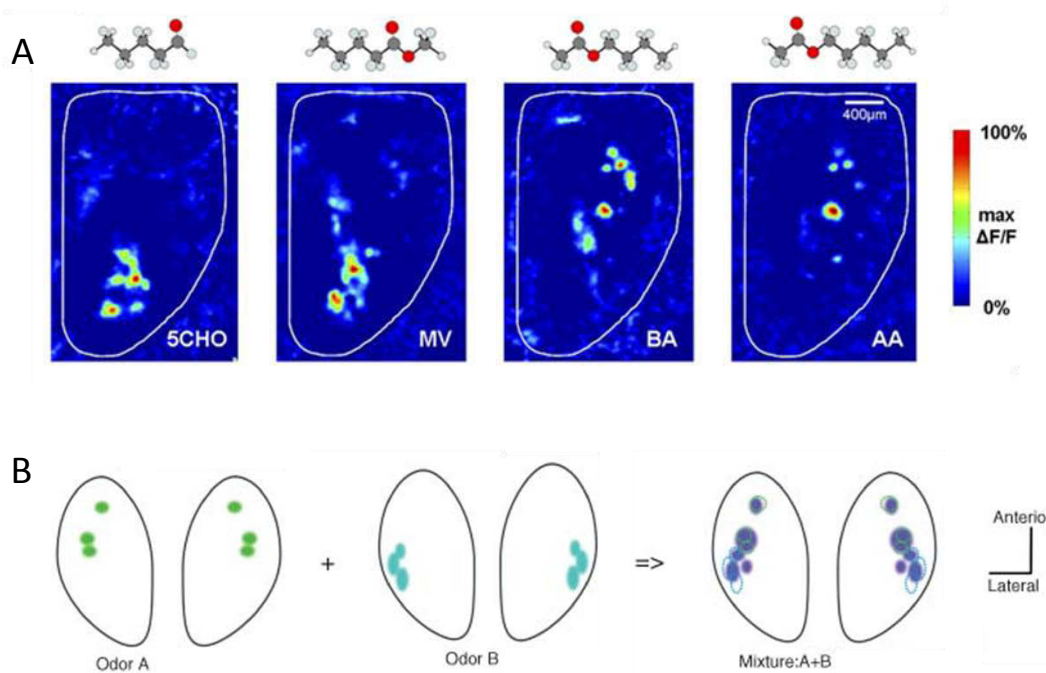 A
400µm
5CHO
MV
BA
AA
100%
max
ΔF/F
0%
B
+
=>
Anterio
Lateral
Odor A
Odor B
Mixture:A+B